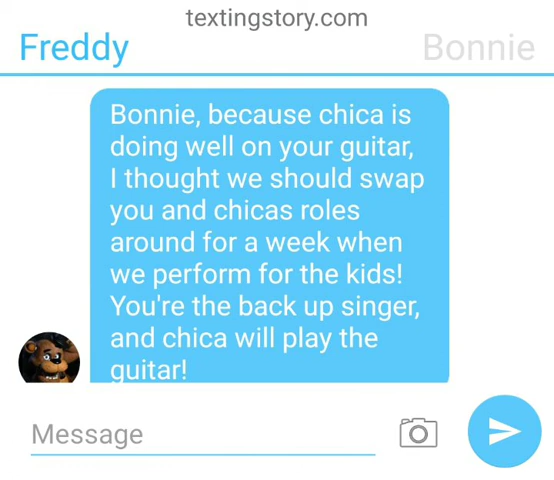 textingstory.com
Freddy
Bonnie
Bonnie, because chica is
doing well on your guitar,
I thought we should swap
you and chicas roles
around for a week when
we perform for the kids!
You're the back up singer,
and chica will play the
guitar!
Message